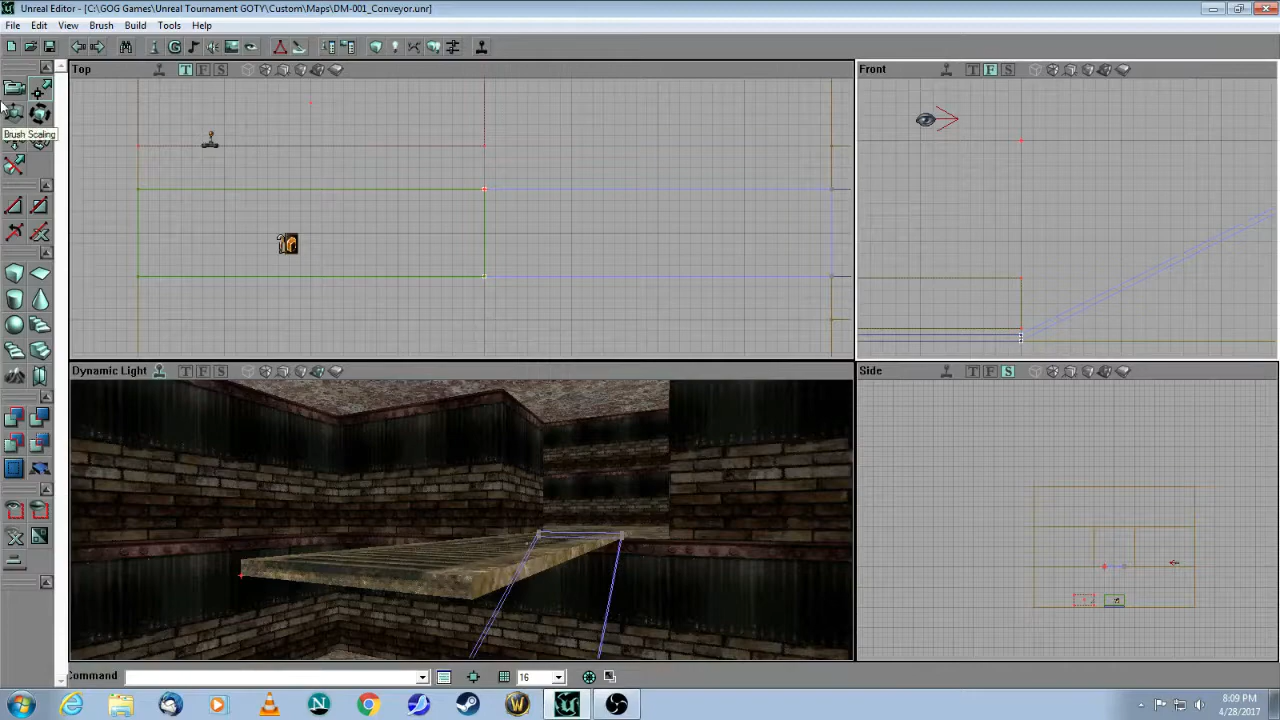 Unreal Editor - [C:\GOG Games\Unreal Tournament GOTY\Custom\Maps\DM-001_Conveyor.unr]
File Edit View Brush Build Tools Help
Top T F S
Front T F S
Brush Scaling
Dynamic Light T F S
Side T F S
Command 16
8:09 PM
4/28/2017